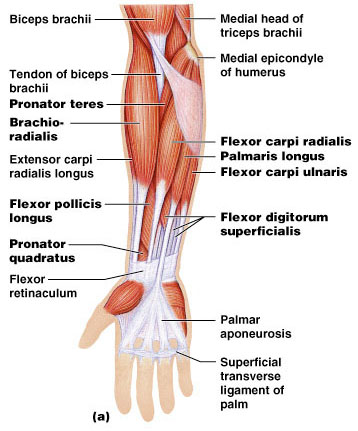 Biceps brachii
Tendon of biceps
brachii
Pronator teres
Brachio-
radialis
Extensor carpi
radialis longus
Flexor pollicis
longus
Pronator
quadratus
Flexor
retinaculum
(a)
Medial head of
triceps brachii
Medial epicondyle
of humerus
Flexor carpi radialis
Palmaris longus
Flexor carpi ulnaris
Flexor digitorum
superficialis
Palmar
aponeurosis
Superficial
transverse
ligament of
palm